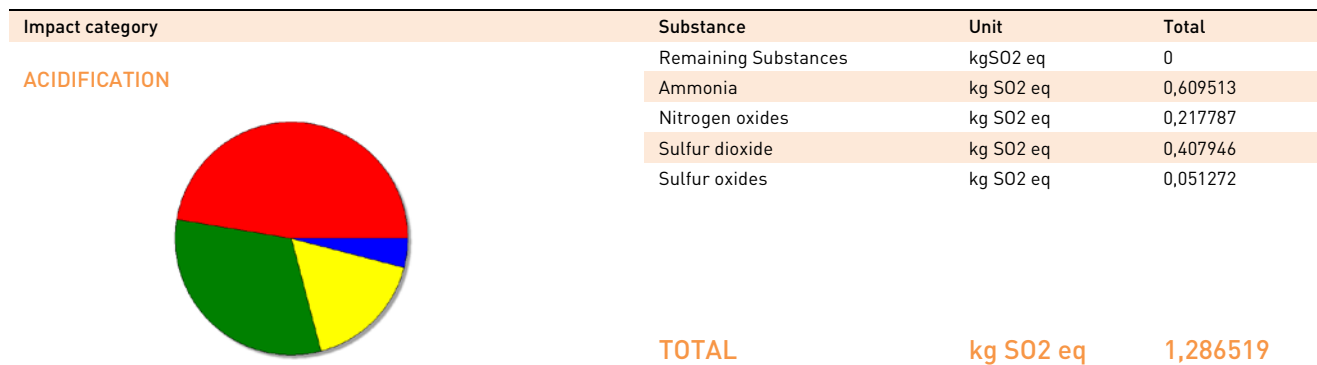 Impact category Substance Unit Total
ACIDIFICATION
Remaining Substances kgSO2 eq 0
Ammonia kg SO2 eq 0,609513
Nitrogen oxides kg SO2 eq 0,217787
Sulfur dioxide kg SO2 eq 0,407946
Sulfur oxides kg SO2 eq 0,051272
TOTAL kg SO2 eq 1,286519